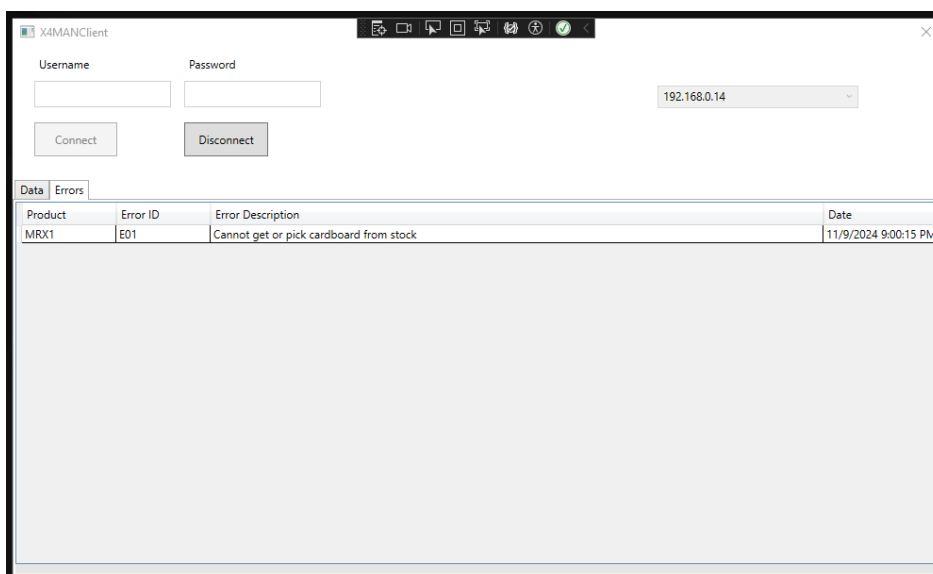 X4MANClient
Username Password
192.168.0.14
Connect Disconnect
Data Errors
Product Error ID Error Description Date
MRX1 E01 Cannot get or pick cardboard from stock 11/9/2024 9:00:15 PM